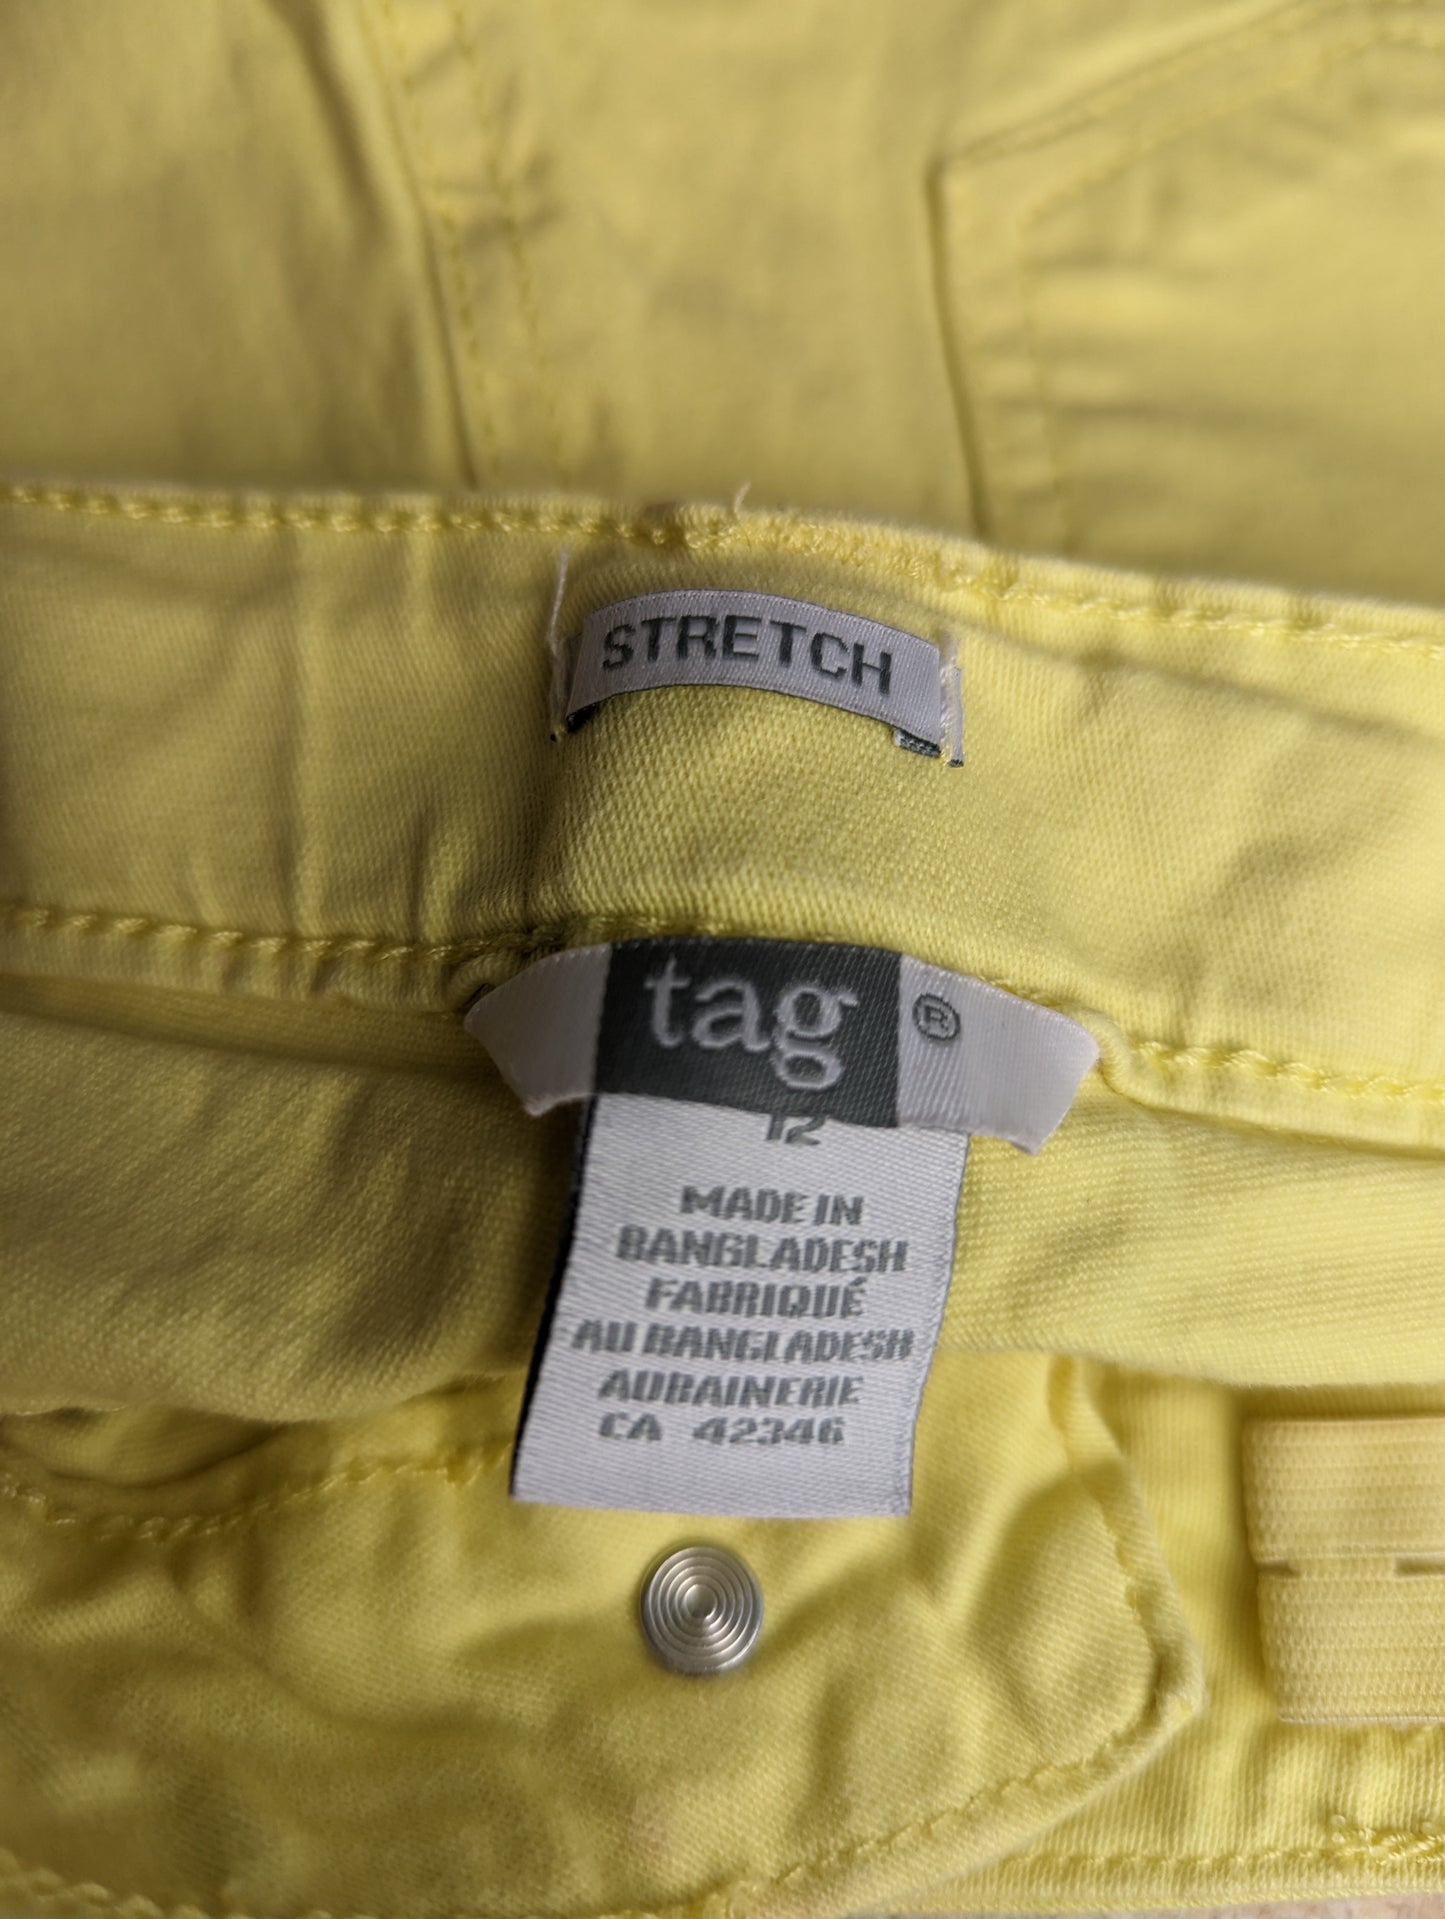 STRETCH
tag ®
12
MADE IN
BANGLADESH
FABRIQUÉ
AU BANGLADESH
AUBAINERIE
CA 42346